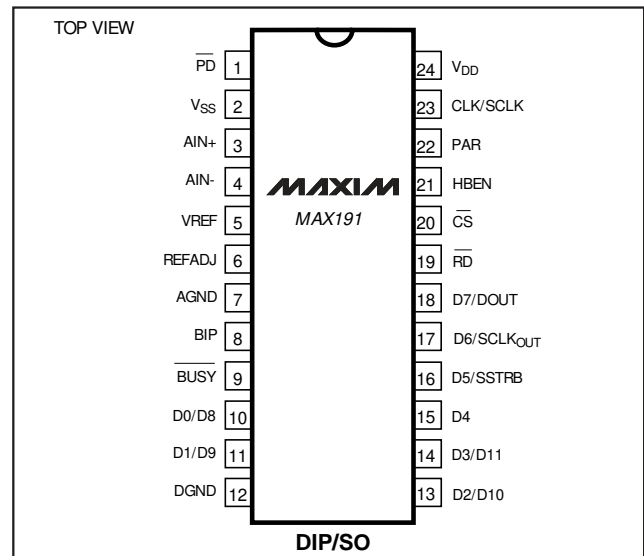 TOP VIEW
PD 1 24 VDD
VSS 2 23 CLK/SCLK
AIN+ 3 22 PAR
AIN- 4 MAXIM 21 HBEN
VREF 5 MAX191 20 CS
REFADJ 6 19 RD
AGND 7 18 D7/DOUT
BIP 8 17 D6/SCLKOUT
BUSY 9 16 D5/SSTRB
D0/D8 10 15 D4
D1/D9 11 14 D3/D11
DGND 12 13 D2/D10
DIP/SO